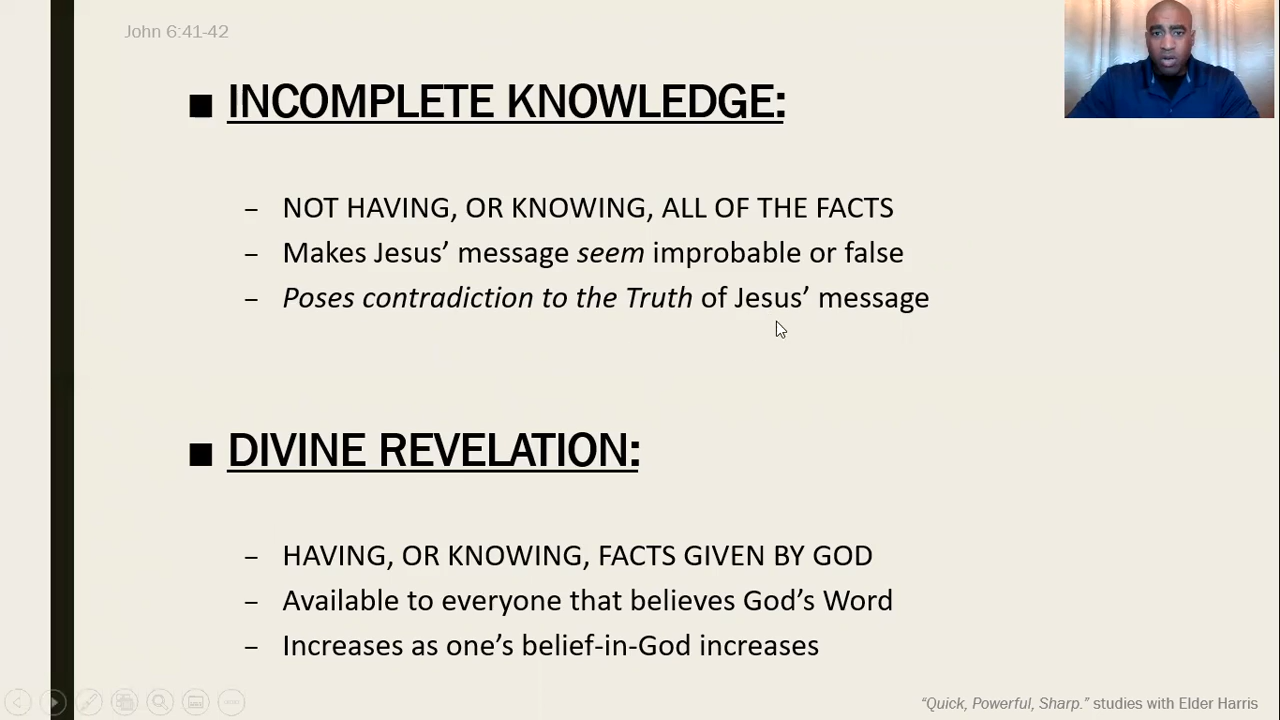 John 6:41-42
■ INCOMPLETE KNOWLEDGE:
– NOT HAVING, OR KNOWING, ALL OF THE FACTS
– Makes Jesus’ message seem improbable or false
– Poses contradiction to the Truth of Jesus’ message
■ DIVINE REVELATION:
– HAVING, OR KNOWING, FACTS GIVEN BY GOD
– Available to everyone that believes God’s Word
– Increases as one’s belief-in-God increases
“Quick, Powerful, Sharp.” studies with Elder Harris